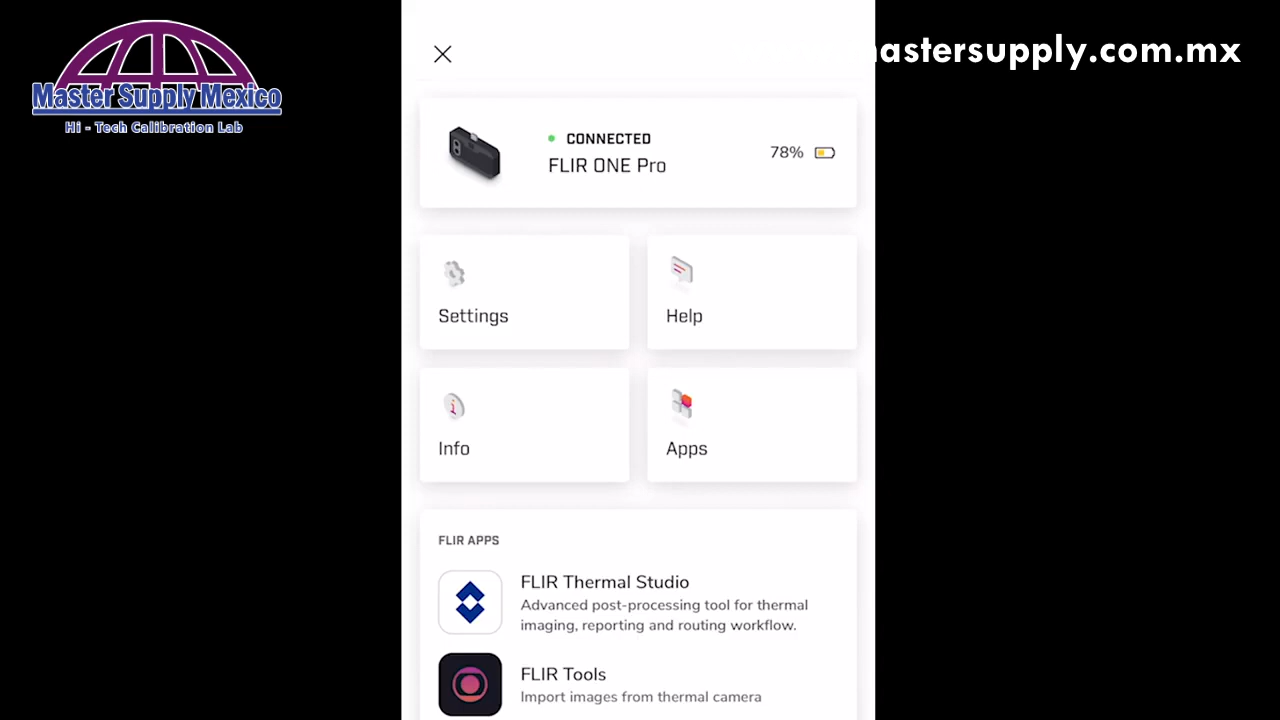 Master Supply Mexico
Hi - Tech Calibration Lab
mastersupply.com.mx
CONNECTED
FLIR ONE Pro
78%
Settings
Help
Info
Apps
FLIR APPS
FLIR Thermal Studio
Advanced post-processing tool for thermal
imaging, reporting and routing workflow.
FLIR Tools
Import images from thermal camera